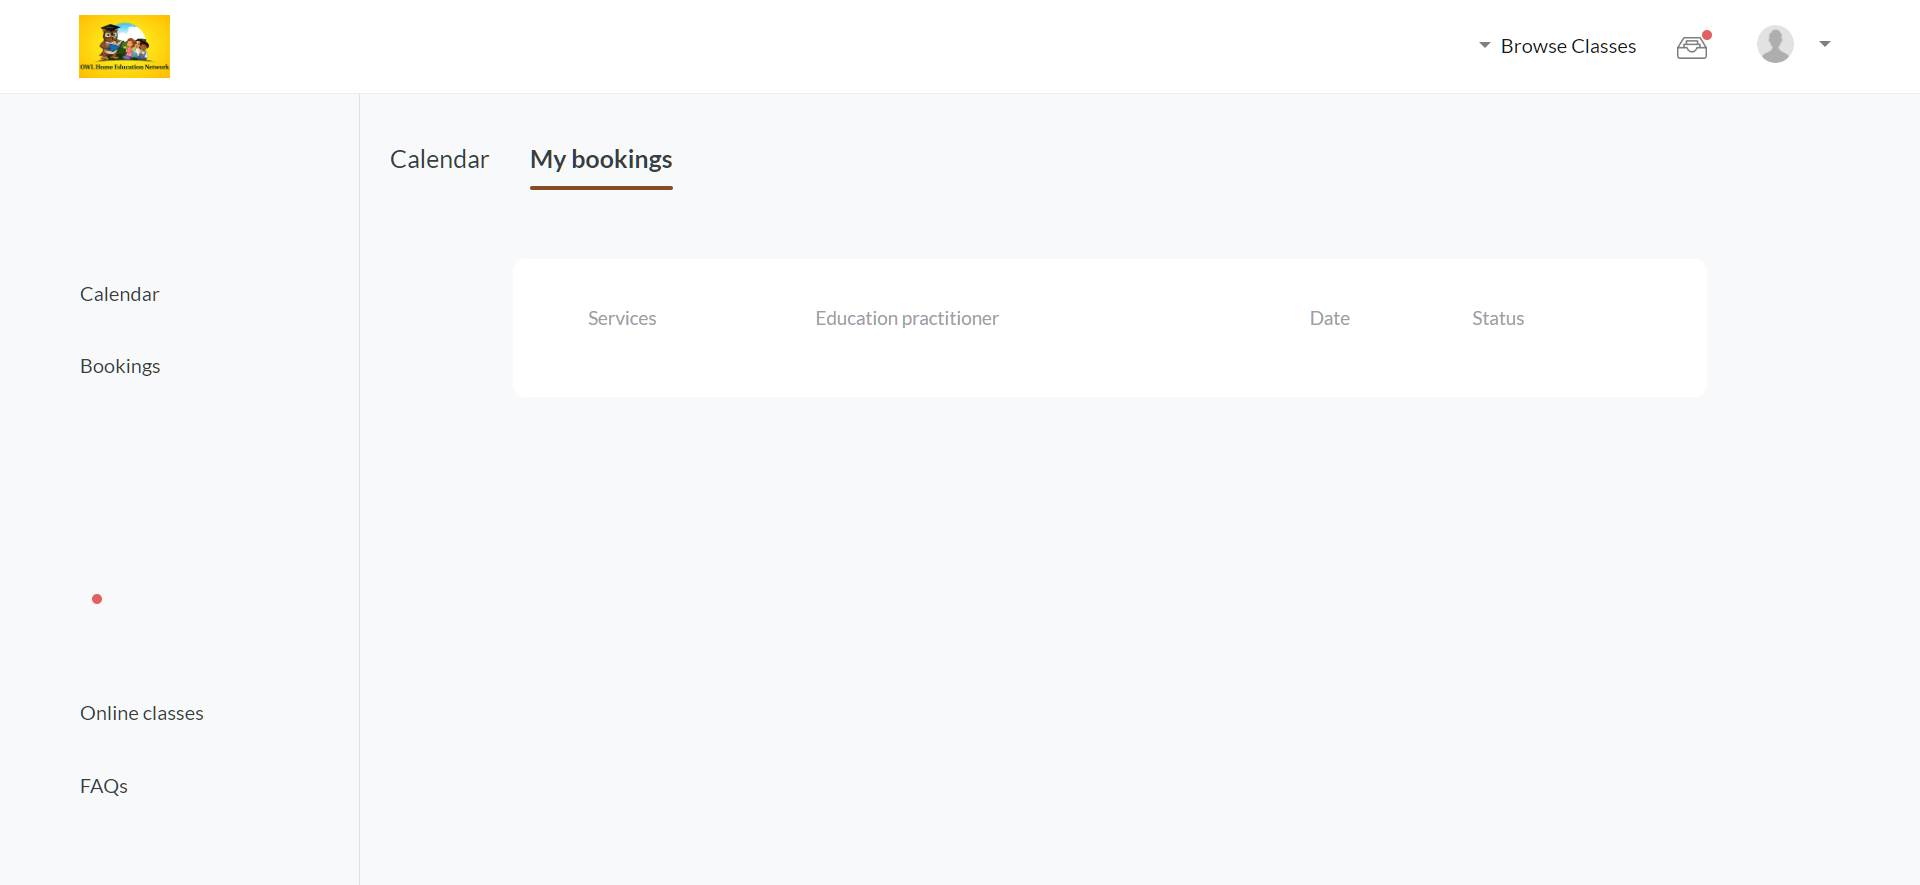 OWL Home Education Network
Browse Classes
Calendar
My bookings
Calendar
Bookings
Online classes
FAQs
Services
Education practitioner
Date
Status